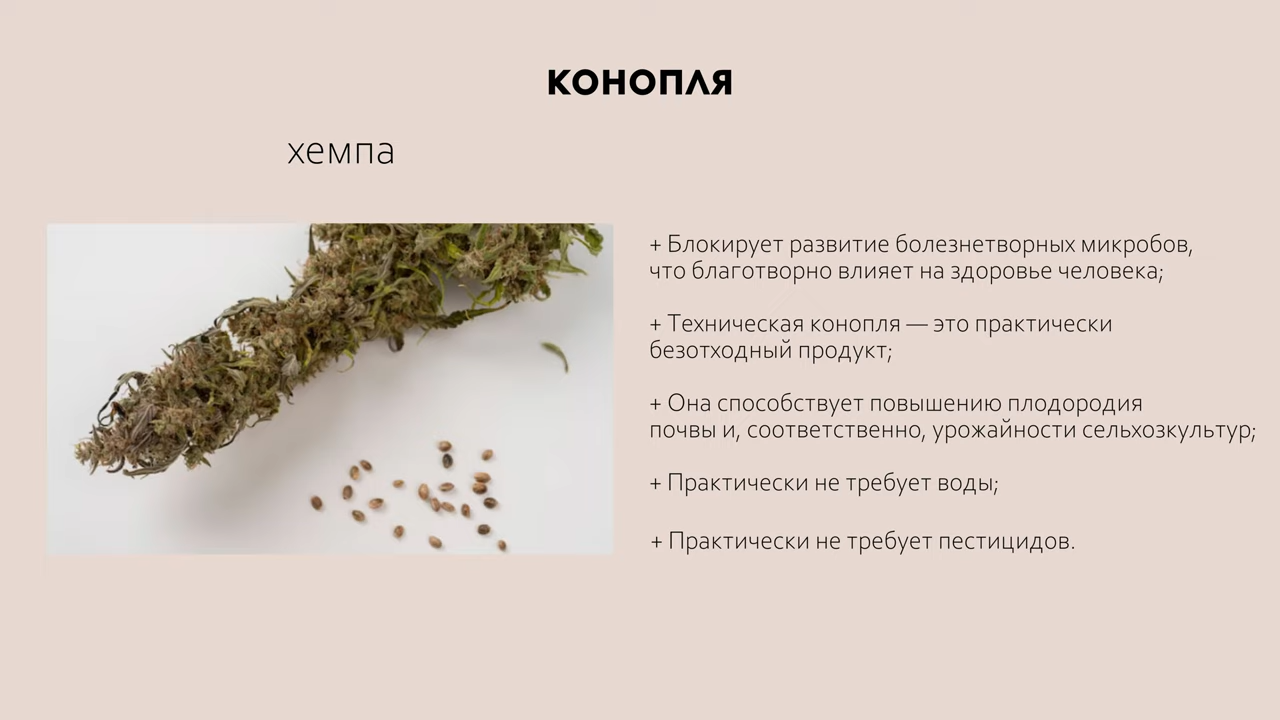 КОНОПЛЯ
хемпа
+ Блокирует развитие болезнетворных микробов,
что благотворно влияет на здоровье человека;
+ Техническая конопля — это практически
безотходный продукт;
+ Она способствует повышению плодородия
почвы и, соответственно, урожайности сельхозкультур;
+ Практически не требует воды;
+ Практически не требует пестицидов.